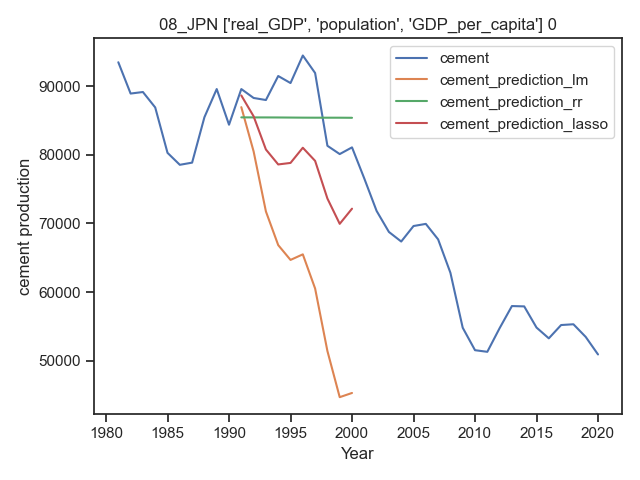 08_JPN ['real_GDP', 'population', 'GDP_per_capita'] 0
cement
cement_prediction_lm
cement_prediction_rr
cement_prediction_lasso
cement production
90000
80000
70000
60000
50000
1980 1985 1990 1995 2000 2005 2010 2015 2020
Year